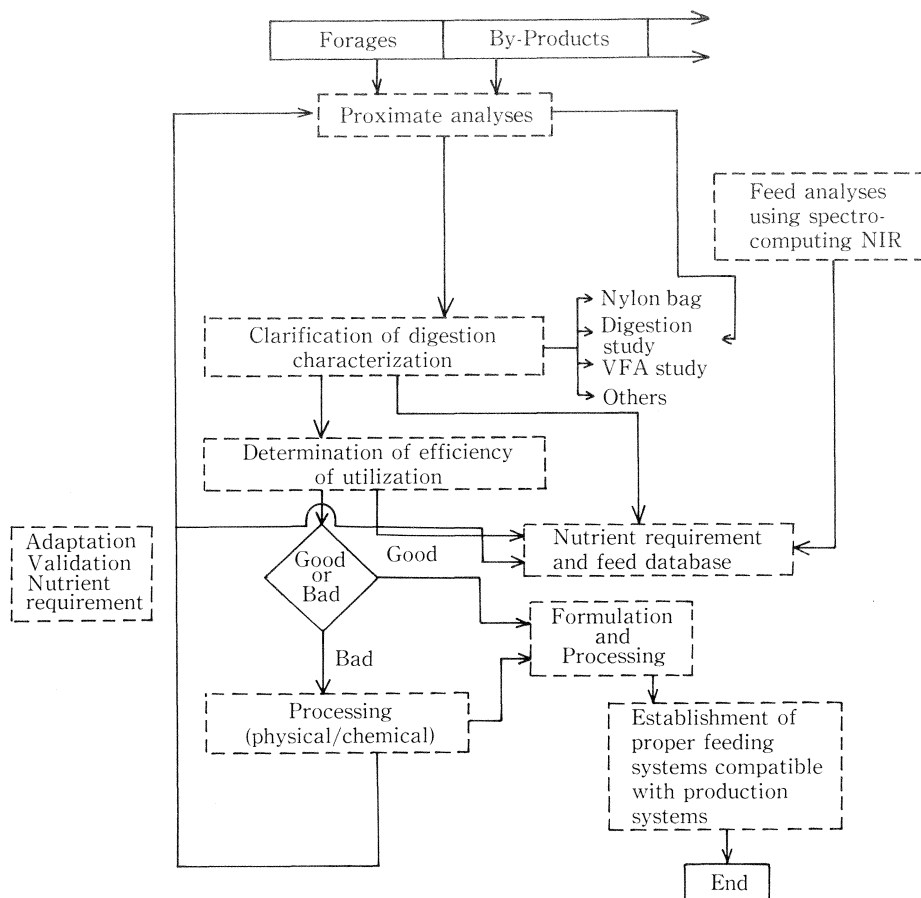 Forages
By-Products
Proximate analyses
Feed analyses
using spectro-
computing NIR
Clarification of digestion
characterization
Nylon bag
Digestion
study
VFA study
Others
Determination of efficiency
of utilization
Adaptation
Validation
Nutrient
requirement
Good
or
Bad
Good
Nutrient requirement
and feed database
Formulation
and
Processing
Bad
Processing
(physical/chemical)
Establishment of
proper feeding
systems compatible
with production
systems
End